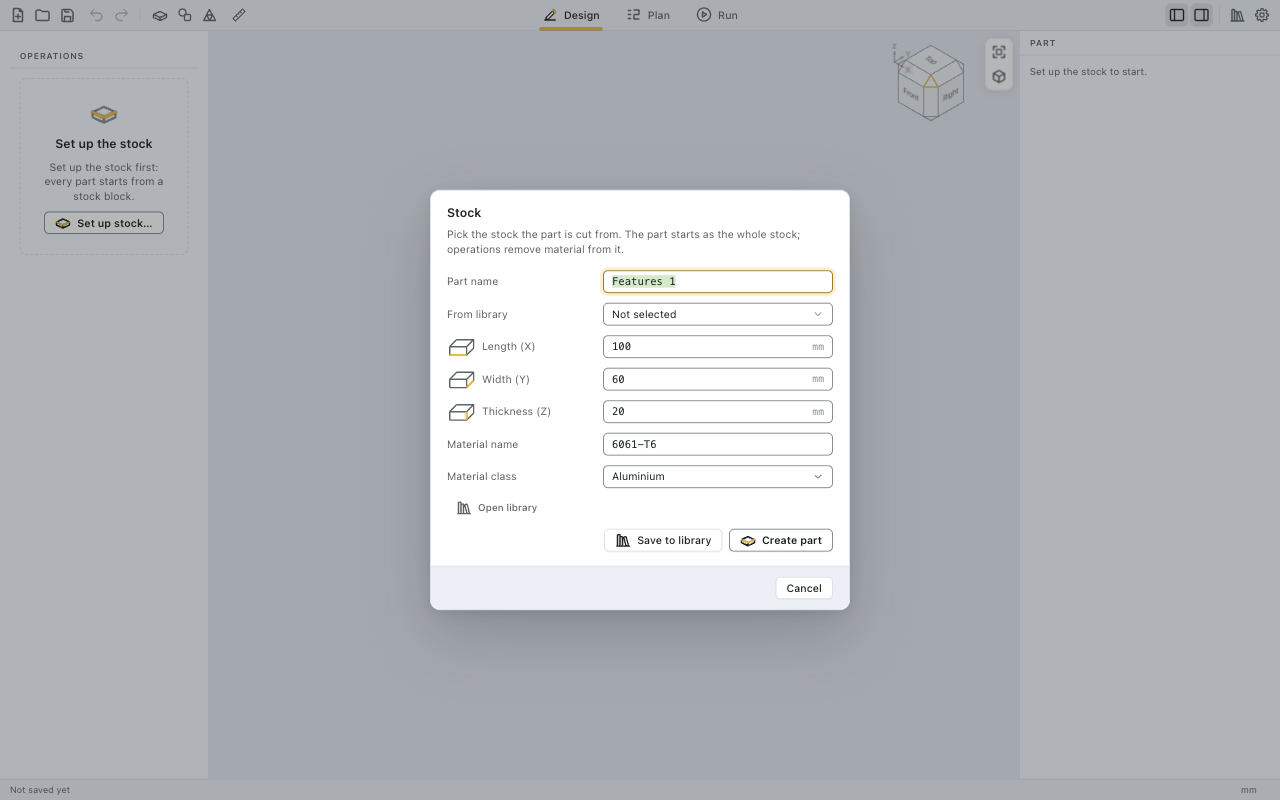 Design
Plan
Run
OPERATIONS
Set up the stock
Set up the stock first:
every part starts from a
stock block.
Set up stock...
Z
Y
X
Top
Front
Right
PART
Set up the stock to start.
Stock
Pick the stock the part is cut from. The part starts as the whole stock;
operations remove material from it.
Part name
Features 1
From library
Not selected
Length (X)
100 mm
Width (Y)
60 mm
Thickness (Z)
20 mm
Material name
6061-T6
Material class
Aluminium
Open library
Save to library
Create part
Cancel
Not saved yet
mm